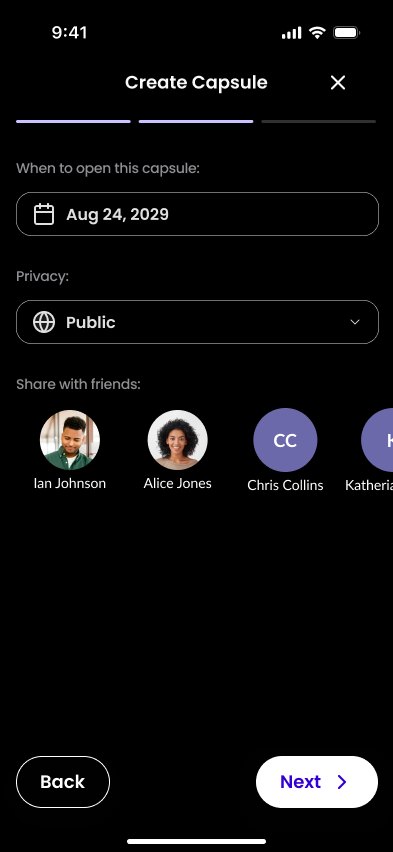 9:41
Create Capsule
When to open this capsule:
Aug 24, 2029
Privacy:
Public
Share with friends:
CC
K
Ian Johnson
Alice Jones
Chris Collins
Katheria
Back
Next